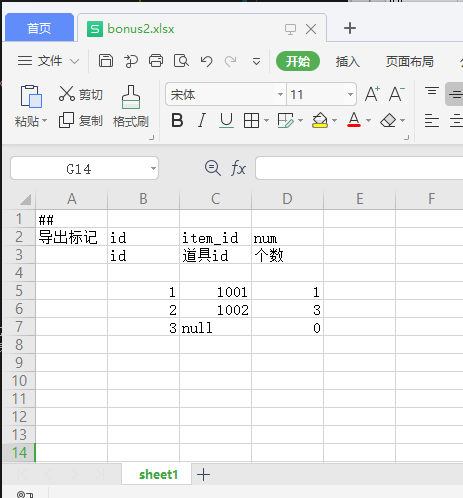 首页 bonus2.xlsx
文件 开始 插入 页面布局
剪切 宋体 11 A+ A-
粘贴 复制 格式刷 B I U A
G14 fx
A B C D E F
1 ##
2 导出标记 id item_id num
3 id 道具id 个数
4
5 1 1001 1
6 2 1002 3
7 3 null 0
8
9
10
11
12
13
14
sheet1 +